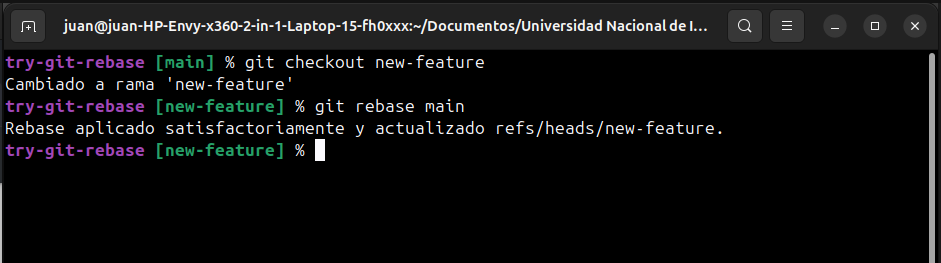 juan@juan-HP-Envy-x360-2-in-1-Laptop-15-fh0xxx:~/Documentos/Universidad Nacional de I...
try-git-rebase [main] % git checkout new-feature
Cambiado a rama 'new-feature'
try-git-rebase [new-feature] % git rebase main
Rebase aplicado satisfactoriamente y actualizado refs/heads/new-feature.
try-git-rebase [new-feature] %